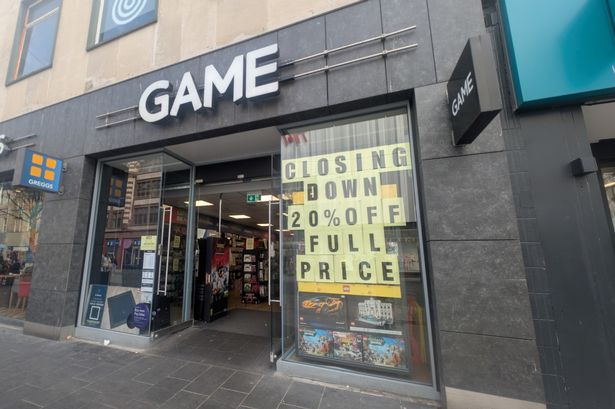 GAME
GAME
GREGGS
CLOSING
DOWN
20% OFF
FULL
PRICE